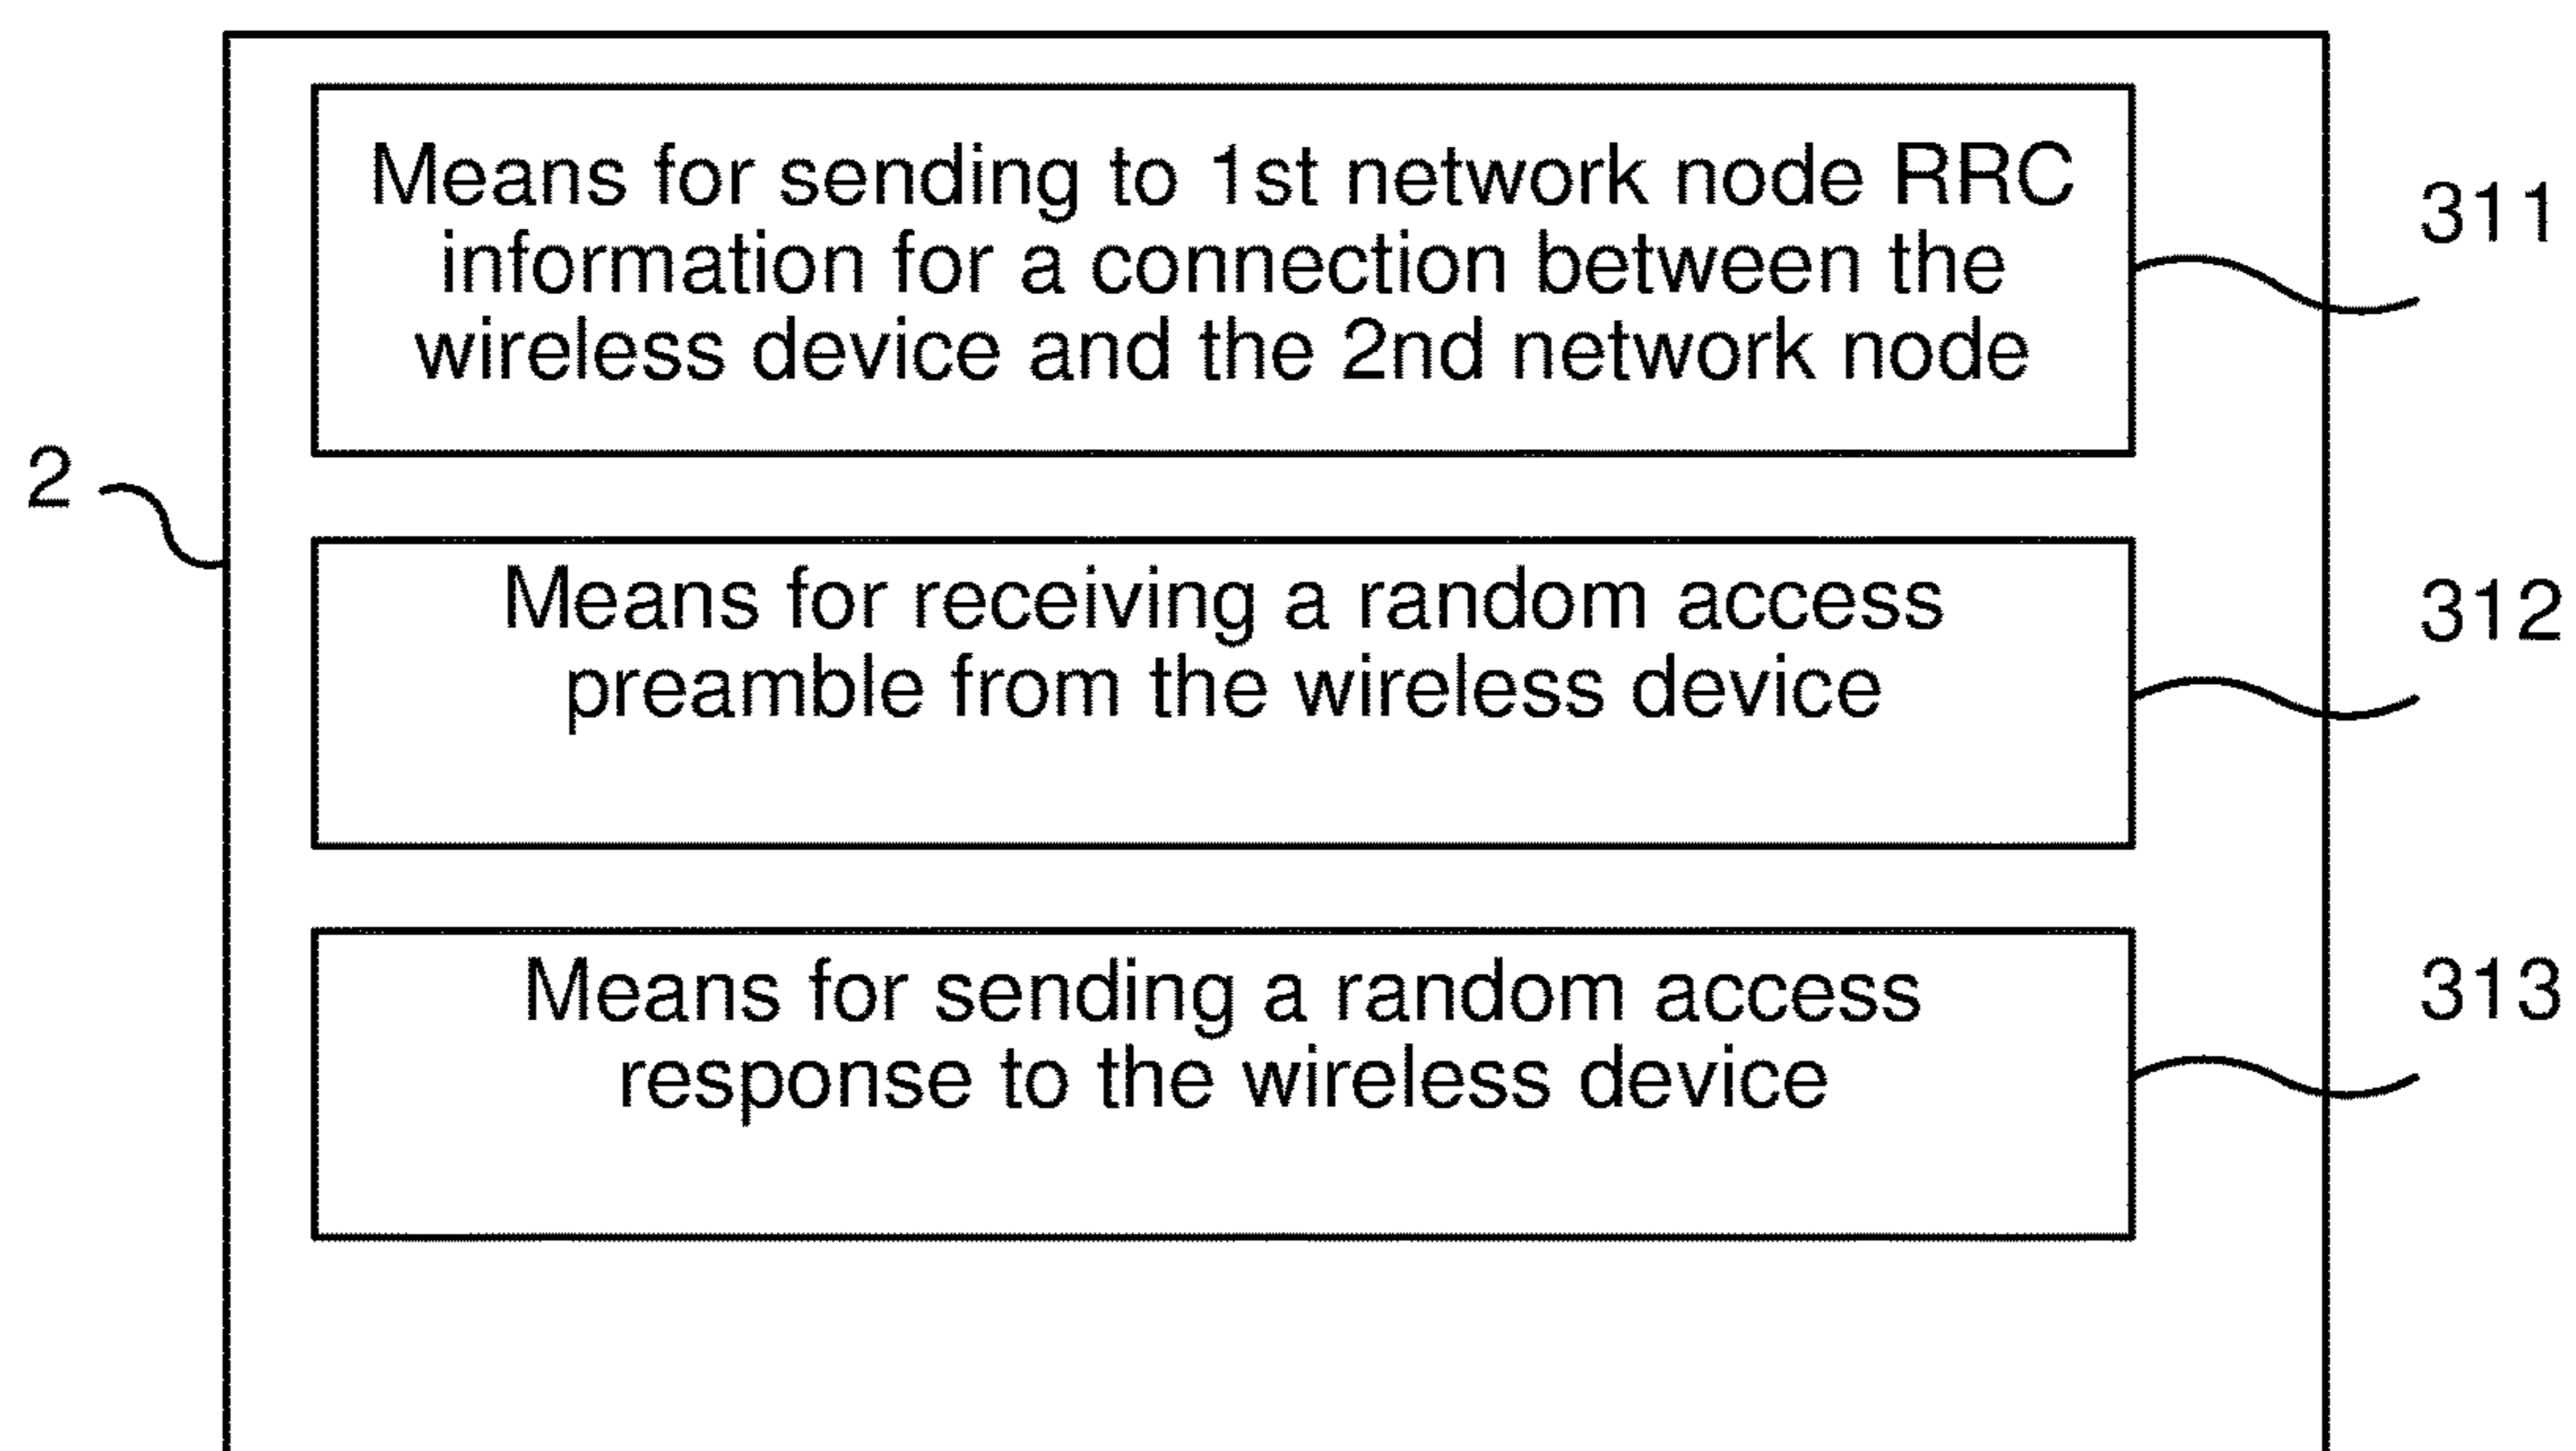 Means for sending to 1st network node RRC
information for a connection between the
wireless device and the 2nd network node
311
2
Means for receiving a random access
preamble from the wireless device
312
Means for sending a random access
response to the wireless device
313